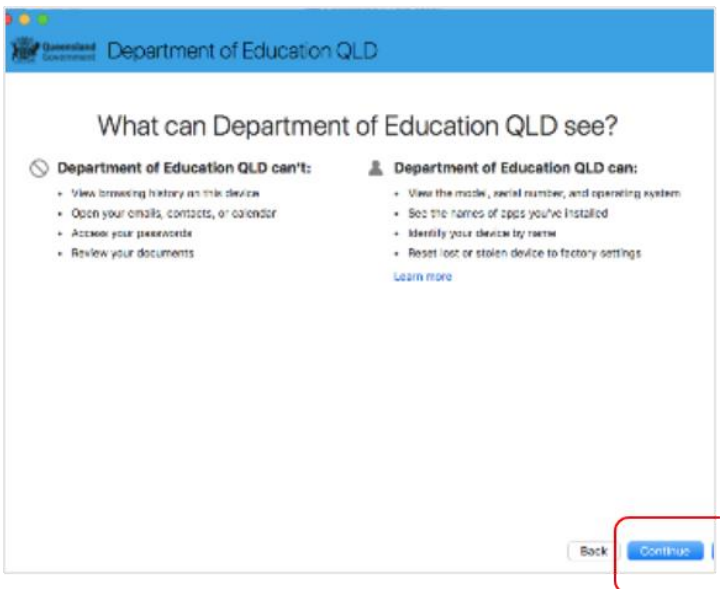 Queensland
Government
Department of Education QLD
What can Department of Education QLD see?
Department of Education QLD can't:
• View browsing history on this device
• Open your emails, contacts, or calendar
• Access your passwords
• Review your documents
Department of Education QLD can:
• View the model, serial number, and operating system
• See the names of apps you've installed
• Identify your device by name
• Reset lost or stolen device to factory settings
Learn more
Back
Continue